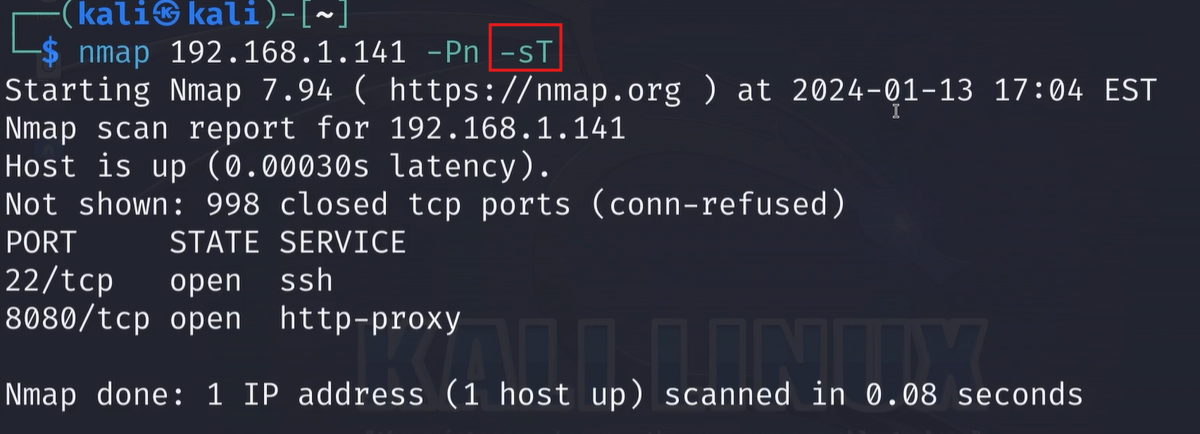 (kali㉿kali)-[~]
$ nmap 192.168.1.141 -Pn -sT
Starting Nmap 7.94 ( https://nmap.org ) at 2024-01-13 17:04 EST
Nmap scan report for 192.168.1.141
Host is up (0.00030s latency).
Not shown: 998 closed tcp ports (conn-refused)
PORT     STATE SERVICE
22/tcp   open  ssh
8080/tcp open  http-proxy
KALI LINUX
Nmap done: 1 IP address (1 host up) scanned in 0.08 seconds